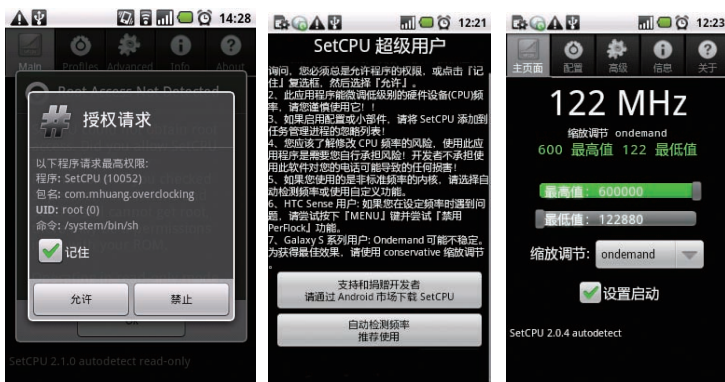 14:28
Main Profiles Advanced Info About
Root Access Not Detected
授权请求
以下程序请求最高权限:
程序: SetCPU (10052)
包名: com.mhuang.overclocking
UID: root (0)
命令: /system/bin/sh
记住
允许
禁止
SetCPU 2.1.0 autodetect read-only
12:21
SetCPU 超级用户
询问，您必须总是允许程序的权限，或点击『记
住』复选框，然后选择『允许』。
2、此应用程序能微调低级别的硬件设备(CPU)频
率，请您谨慎使用它！！
3、如果启用配置或小部件，请将 SetCPU 添加到
任务管理进程的忽略列表！
4、您应该了解修改 CPU 频率的风险，使用此应
用程序是需要您自行承担风险！开发者不承担使
用此软件对您的电话可能导致的任何损害！
5、如果您使用的是非标准频率的内核，请选择自
动检测频率或使用自定义功能。
6、HTC Sense 用户: 如果您在设定频率时遇到问
题，请尝试按下『MENU』键并尝试『禁用
PerfLock』功能。
7、Galaxy S 系列用户: Ondemand 可能不稳定。
为获得最佳效果，请使用 conservative 缩放调节
。
支持和捐赠开发者
请通过 Android 市场下载 SetCPU
自动检测频率
推荐使用
12:23
主页面 配置 高级 信息 关于
122 MHz
缩放调节 ondemand
600 最高值 122 最低值
最高值: 600000
最低值: 122880
缩放调节: ondemand
设置启动
SetCPU 2.0.4 autodetect